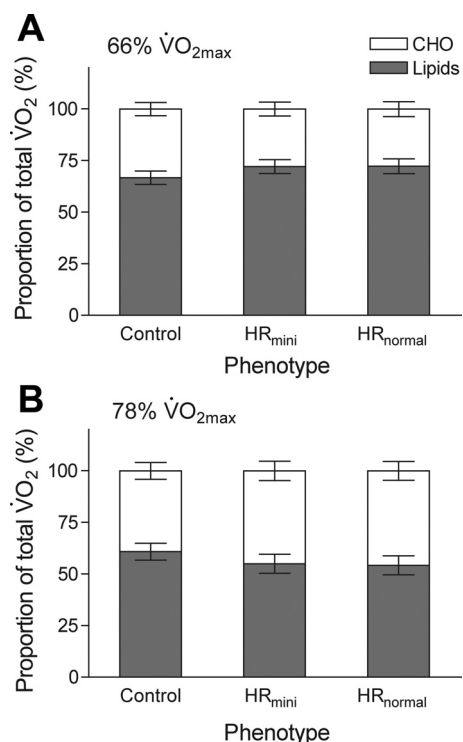 A
66% V̇O2max
CHO
Lipids
Proportion of total V̇O2 (%)
100
75
50
25
0
Control HRmini HRnormal
Phenotype
B
78% V̇O2max
Proportion of total V̇O2 (%)
100
75
50
25
0
Control HRmini HRnormal
Phenotype